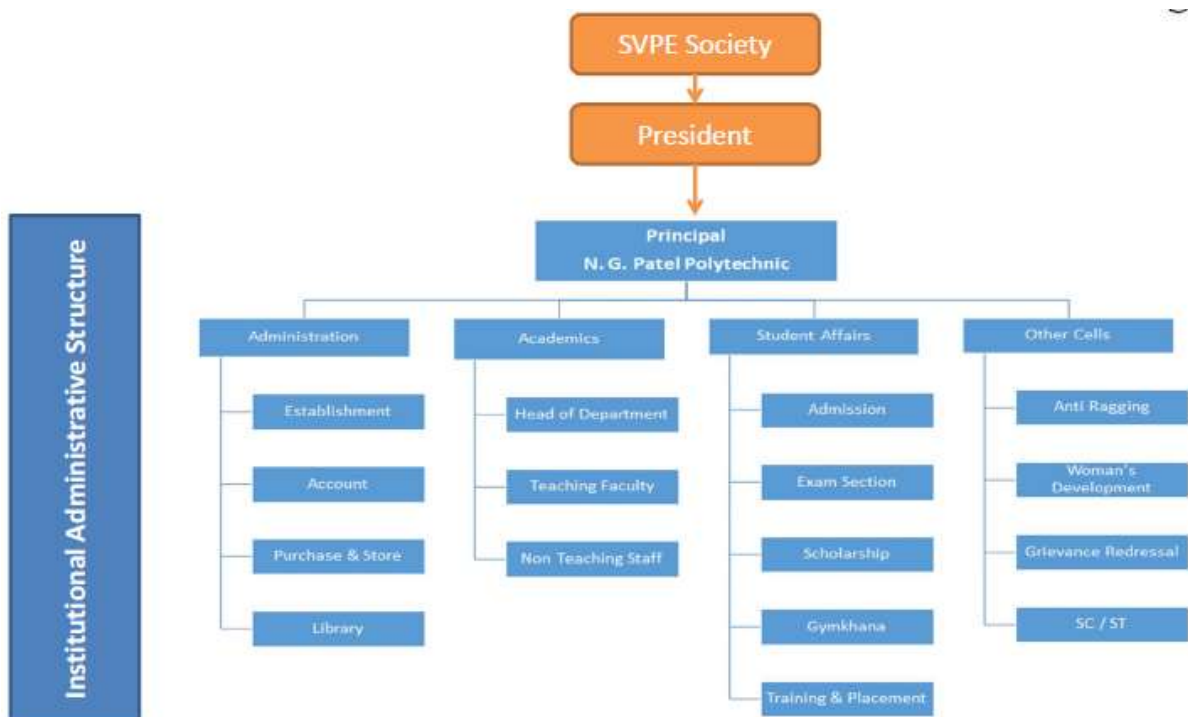 SVPE Society
President
Institutional Administrative Structure
Principal
N. G. Patel Polytechnic
Administration
Establishment
Account
Purchase & Store
Library
Academics
Head of Department
Teaching Faculty
Non Teaching Staff
Student Affairs
Admission
Exam Section
Scholarship
Gymkhana
Training & Placement
Other Cells
Anti Ragging
Woman's
Development
Grievance Redressal
SC / ST